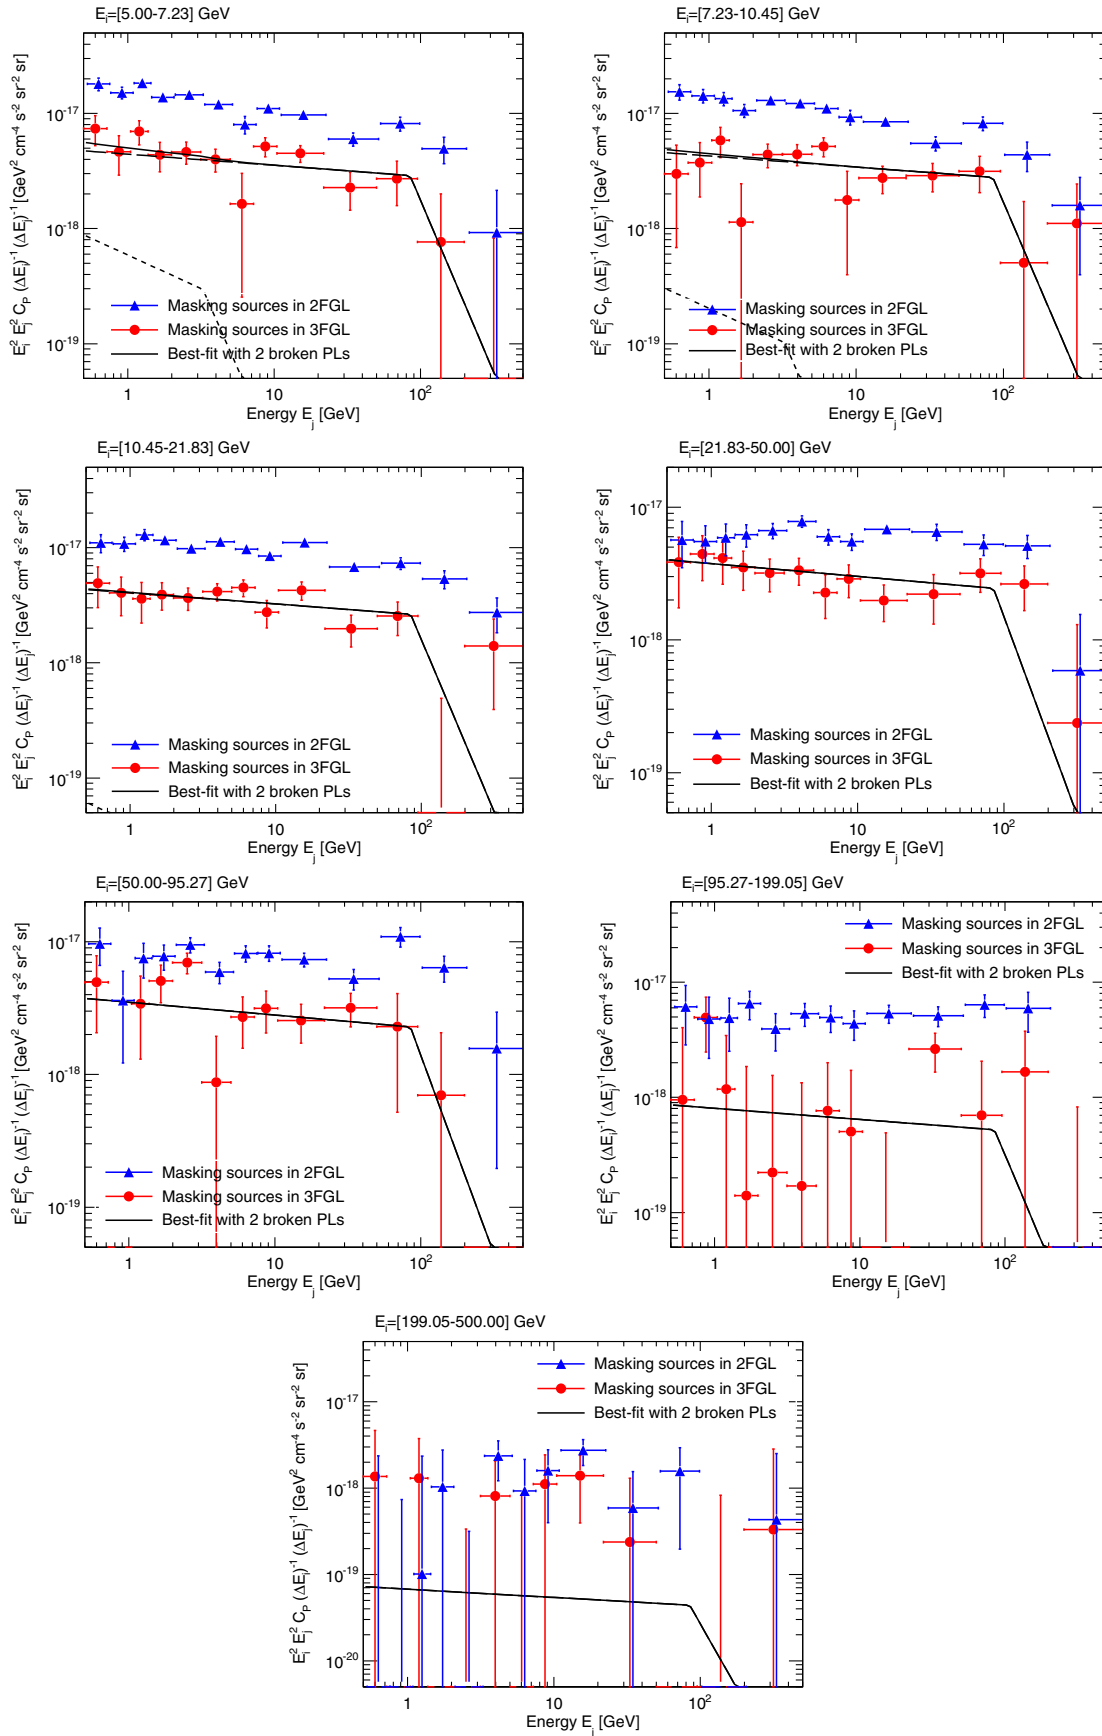 E_i=[5.00-7.23] GeV
E_i^2 E_j^2 C_P (ΔE_i)^-1 (ΔE_j)^-1 [GeV^2 cm^-4 s^-2 sr^-2 sr]
10^-17
10^-18
10^-19
Masking sources in 2FGL
Masking sources in 3FGL
Best-fit with 2 broken PLs
1 10 10^2
Energy E_j [GeV]
E_i=[7.23-10.45] GeV
E_i^2 E_j^2 C_P (ΔE_i)^-1 (ΔE_j)^-1 [GeV^2 cm^-4 s^-2 sr^-2 sr]
10^-17
10^-18
10^-19
Masking sources in 2FGL
Masking sources in 3FGL
Best-fit with 2 broken PLs
1 10 10^2
Energy E_j [GeV]
E_i=[10.45-21.83] GeV
E_i^2 E_j^2 C_P (ΔE_i)^-1 (ΔE_j)^-1 [GeV^2 cm^-4 s^-2 sr^-2 sr]
10^-17
10^-18
10^-19
Masking sources in 2FGL
Masking sources in 3FGL
Best-fit with 2 broken PLs
1 10 10^2
Energy E_j [GeV]
E_i=[21.83-50.00] GeV
E_i^2 E_j^2 C_P (ΔE_i)^-1 (ΔE_j)^-1 [GeV^2 cm^-4 s^-2 sr^-2 sr]
10^-17
10^-18
10^-19
Masking sources in 2FGL
Masking sources in 3FGL
Best-fit with 2 broken PLs
1 10 10^2
Energy E_j [GeV]
E_i=[50.00-95.27] GeV
E_i^2 E_j^2 C_P (ΔE_i)^-1 (ΔE_j)^-1 [GeV^2 cm^-4 s^-2 sr^-2 sr]
10^-17
10^-18
10^-19
Masking sources in 2FGL
Masking sources in 3FGL
Best-fit with 2 broken PLs
1 10 10^2
Energy E_j [GeV]
E_i=[95.27-199.05] GeV
E_i^2 E_j^2 C_P (ΔE_i)^-1 (ΔE_j)^-1 [GeV^2 cm^-4 s^-2 sr^-2 sr]
Masking sources in 2FGL
Masking sources in 3FGL
Best-fit with 2 broken PLs
10^-17
10^-18
10^-19
1 10 10^2
Energy E_j [GeV]
E_i=[199.05-500.00] GeV
E_i^2 E_j^2 C_P (ΔE_i)^-1 (ΔE_j)^-1 [GeV^2 cm^-4 s^-2 sr^-2 sr]
Masking sources in 2FGL
Masking sources in 3FGL
Best-fit with 2 broken PLs
10^-17
10^-18
10^-19
10^-20
1 10 10^2
Energy E_j [GeV]